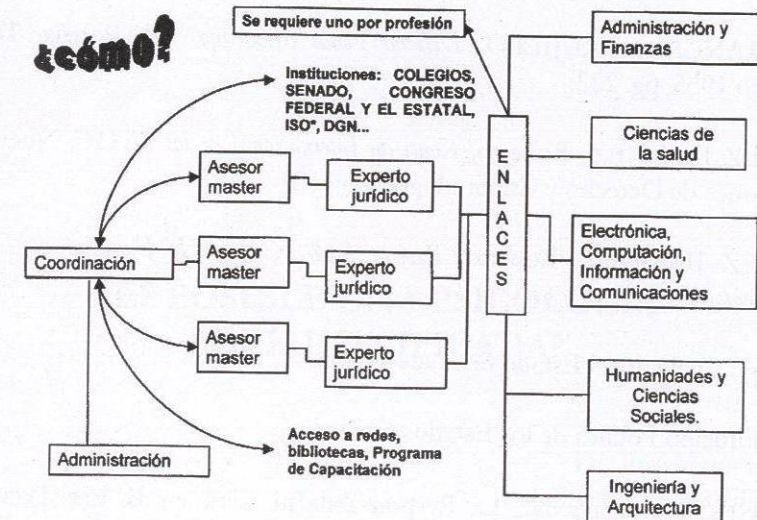 ¿cómo?
Se requiere uno por profesión
Instituciones: COLEGIOS,
SENADO, CONGRESO
FEDERAL Y EL ESTATAL,
ISO*, DGN...
Coordinación
Administración
Asesor
master
Experto
jurídico
Asesor
master
Experto
jurídico
Asesor
master
Experto
jurídico
Acceso a redes,
bibliotecas, Programa
de Capacitación
ENLACES
Administración y
Finanzas
Ciencias de
la salud
Electrónica,
Computación,
Información y
Comunicaciones
Humanidades y
Ciencias
Sociales.
Ingeniería y
Arquitectura